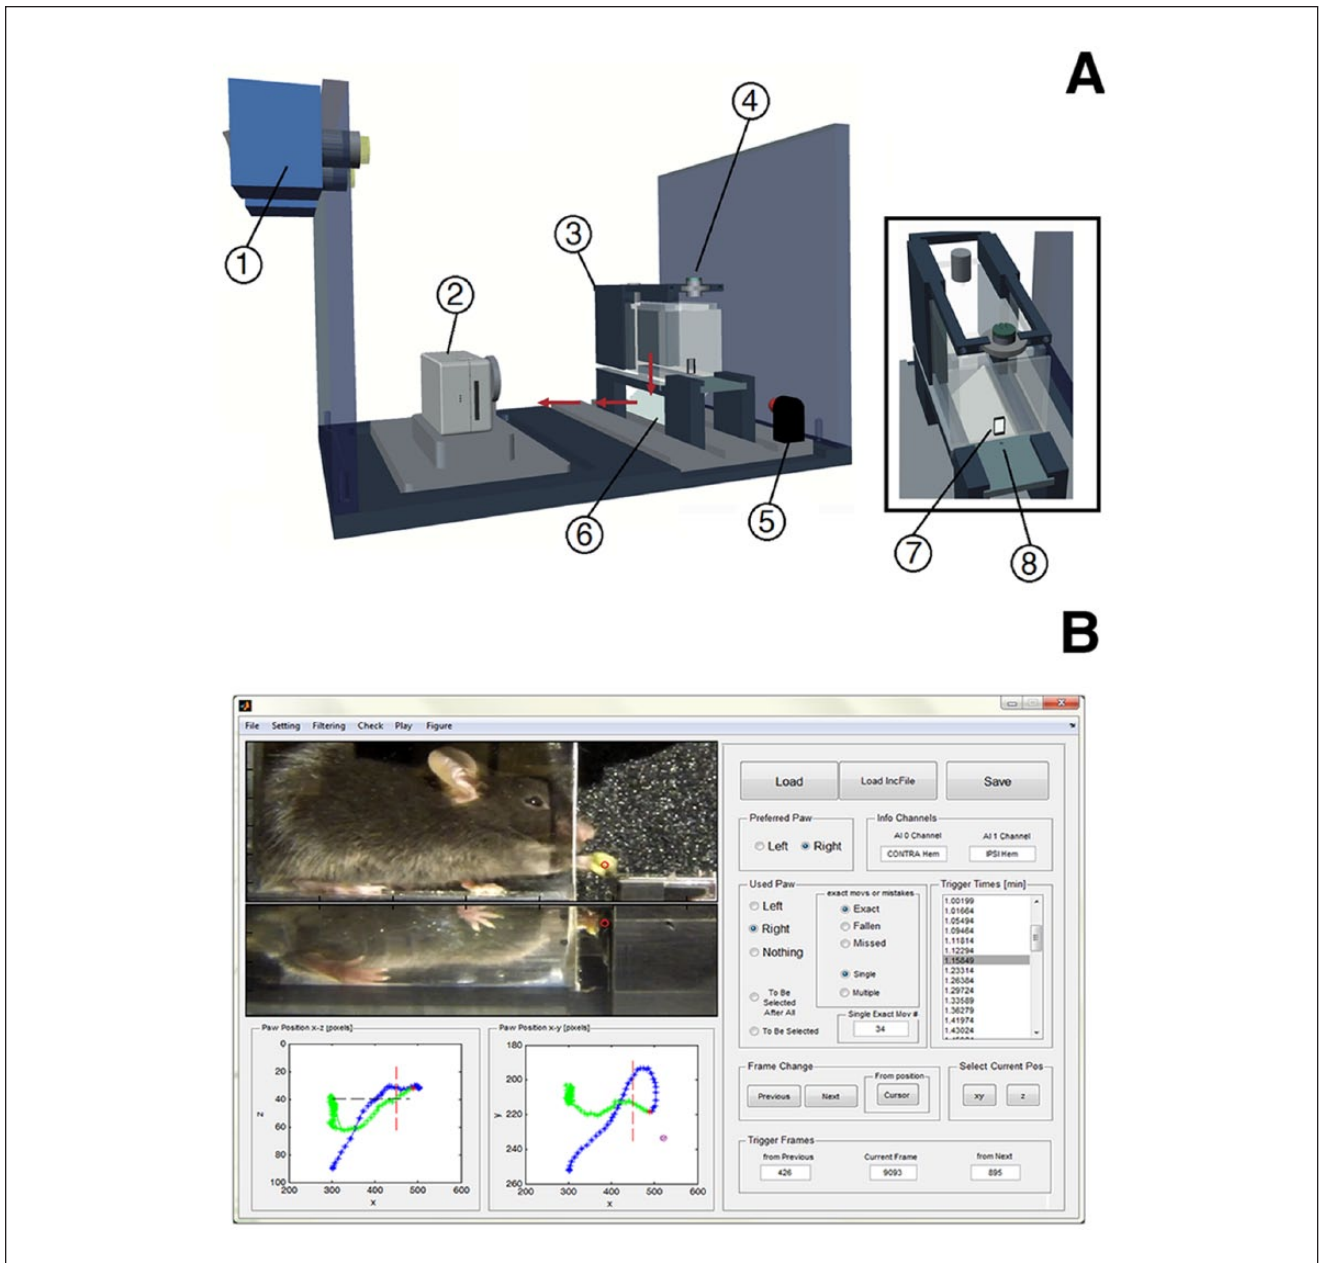 A
4
3
1
2
6
5
7
8
B
File Setting Filtering Check Play Figure
Load Load IncFile Save
Preferred Paw
Left Right
Info Channels
AI 0 Channel AI 1 Channel
CONTRA Hem IPSI Hem
Used Paw
Left
Right
Nothing
To Be
Selected
After All
To Be Selected
exact movs or mistakes
Exact
Fallen
Missed
Single
Multiple
Single Exact Mov #
34
Trigger Times [min]
1.00199
1.01664
1.05494
1.09464
1.11814
1.12294
1.15849
1.23314
1.26384
1.29724
1.33589
1.36279
1.41974
1.43024
Paw Position x-z [pixels]
0
20
40
60
80
100
z
200 300 400 500 600
x
Paw Position x-y [pixels]
180
200
220
240
260
y
200 300 400 500 600
x
Frame Change
Previous Next
From position
Cursor
Select Current Pos
xy z
Trigger Frames
from Previous Current Frame from Next
426 9093 895